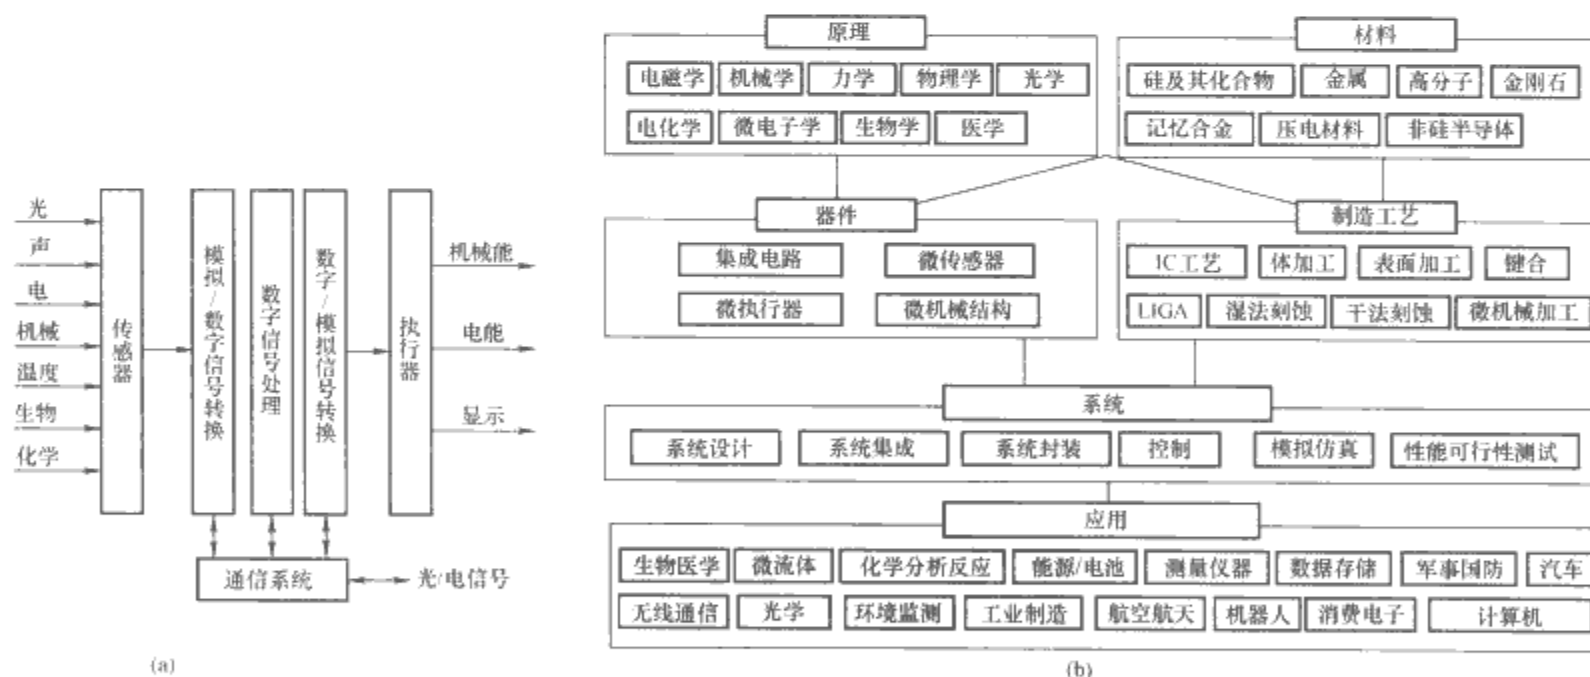 光
声
电
机械
温度
生物
化学
传感器
模拟/数字信号转换
数字信号处理
数字/模拟信号转换
执行器
机械能
电能
显示
通信系统
光/电信号
(a)
原理
电磁学 机械学 力学 物理学 光学
电化学 微电子学 生物学 医学
材料
硅及其化合物 金属 高分子 金刚石
记忆合金 压电材料 非硅半导体
器件
集成电路 微传感器
微执行器 微机械结构
制造工艺
IC工艺 体加工 表面加工 键合
LIGA 湿法刻蚀 干法刻蚀 微机械加工
系统
系统设计 系统集成 系统封装 控制 模拟仿真 性能可行性测试
应用
生物医学 微流体 化学分析反应 能源/电池 测量仪器 数据存储 军事国防 汽车
无线通信 光学 环境监测 工业制造 航空航天 机器人 消费电子 计算机
(b)